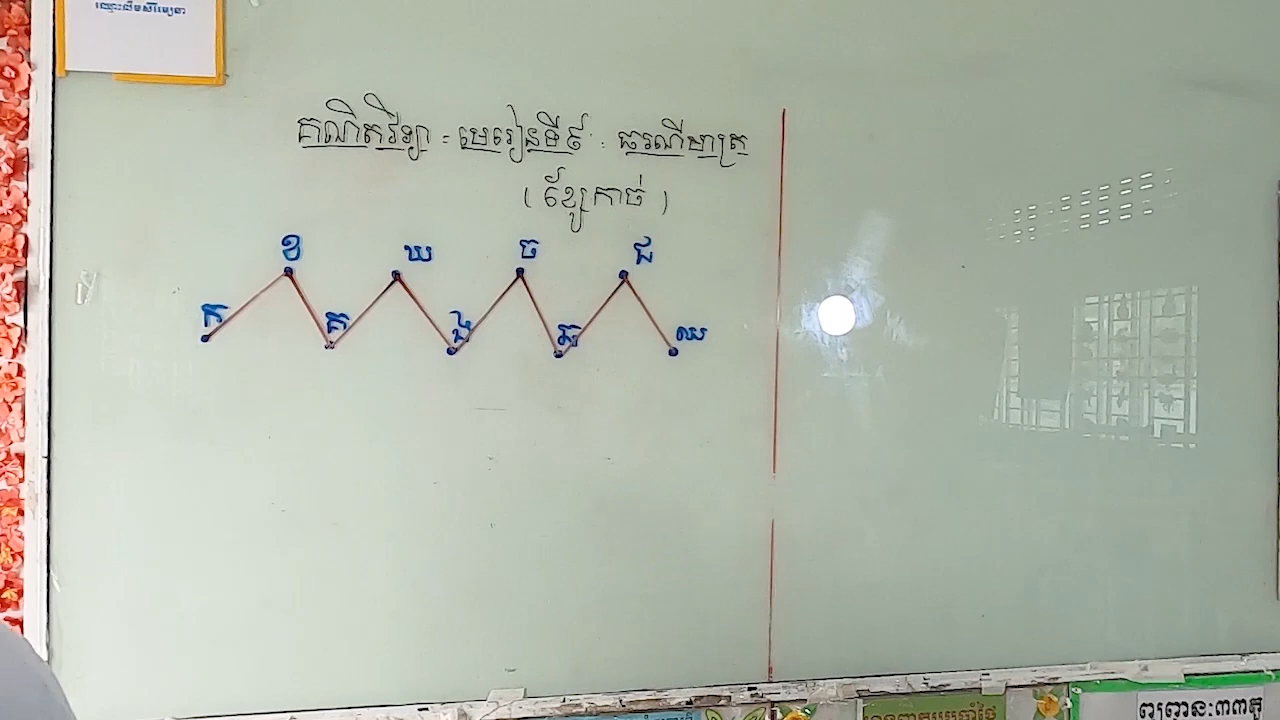 គណិតវិទ្យា = មេរៀនទី៩ : ធរណីមាត្រ
( ខ្សែកាច់ )
ខ ឃ ច ជ
ក គ ង ឆ ឈ